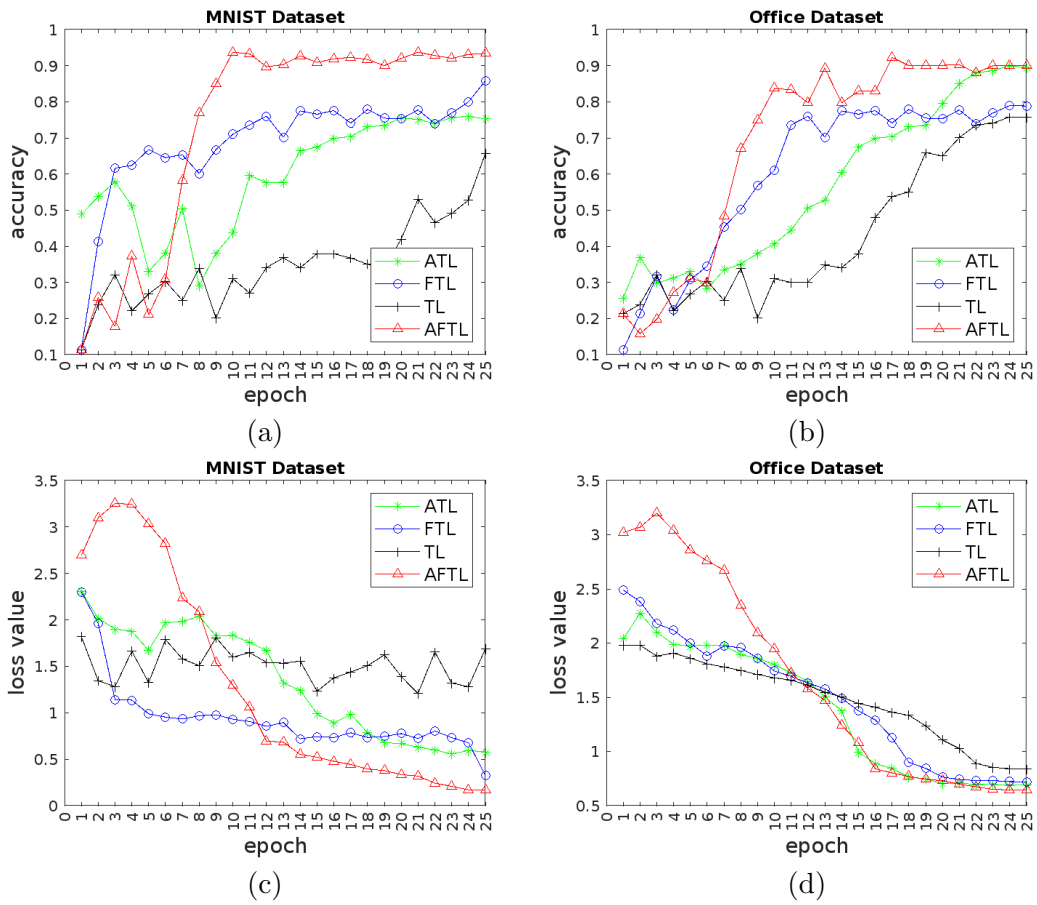 MNIST Dataset
accuracy
1
0.9
0.8
0.7
0.6
0.5
0.4
0.3
0.2
0.1
ATL
FTL
TL
AFTL
0 1 2 3 4 5 6 7 8 9 10 11 12 13 14 15 16 17 18 19 20 21 22 23 24 25
epoch
(a)
Office Dataset
accuracy
1
0.9
0.8
0.7
0.6
0.5
0.4
0.3
0.2
0.1
ATL
FTL
TL
AFTL
0 1 2 3 4 5 6 7 8 9 10 11 12 13 14 15 16 17 18 19 20 21 22 23 24 25
epoch
(b)
MNIST Dataset
loss value
3.5
3
2.5
2
1.5
1
0.5
0
ATL
FTL
TL
AFTL
0 1 2 3 4 5 6 7 8 9 10 11 12 13 14 15 16 17 18 19 20 21 22 23 24 25
epoch
(c)
Office Dataset
loss value
3.5
3
2.5
2
1.5
1
0.5
ATL
FTL
TL
AFTL
0 1 2 3 4 5 6 7 8 9 10 11 12 13 14 15 16 17 18 19 20 21 22 23 24 25
epoch
(d)